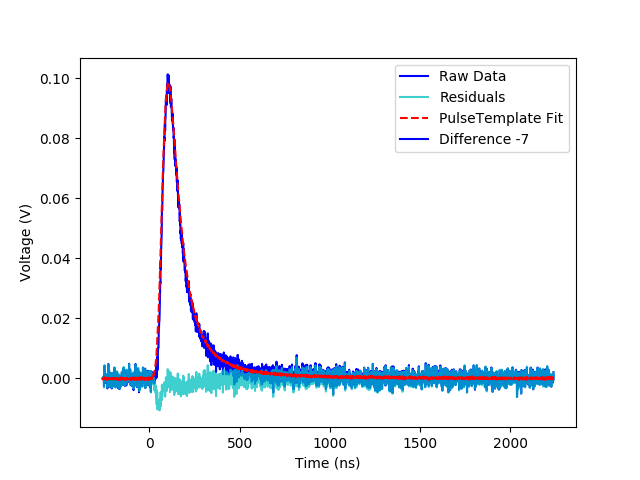 Raw Data
Residuals
PulseTemplate Fit
Difference -7
0.10
0.08
0.06
0.04
0.02
0.00
Voltage (V)
0
500
1000
1500
2000
Time (ns)